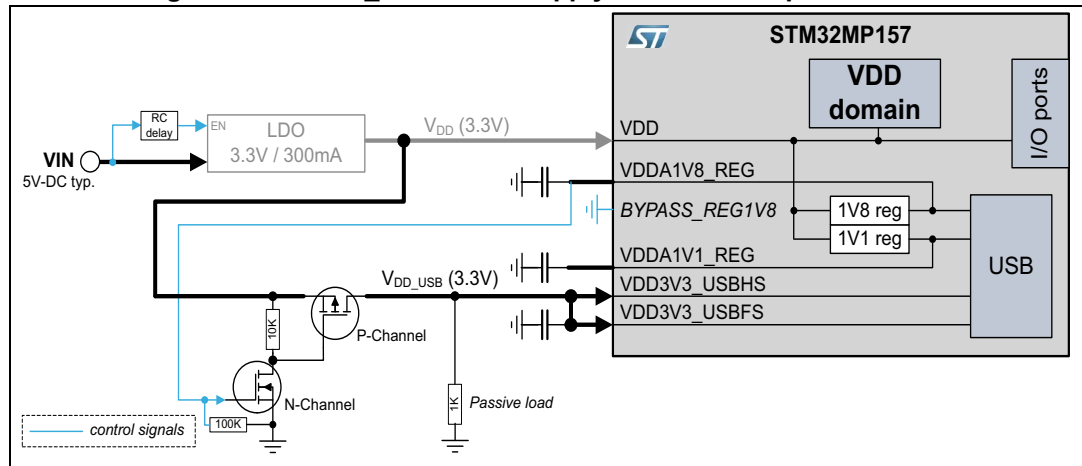 STM32MP157
VDD
domain
I/O ports
RC
delay
EN
LDO
3.3V / 300mA
VDD (3.3V)
VDD
VIN
5V-DC typ.
VDDA1V8_REG
BYPASS_REG1V8
1V8 reg
1V1 reg
VDDA1V1_REG
USB
VDD_USB (3.3V)
VDD3V3_USBHS
VDD3V3_USBFS
10K
P-Channel
N-Channel
1K
Passive load
100K
control signals